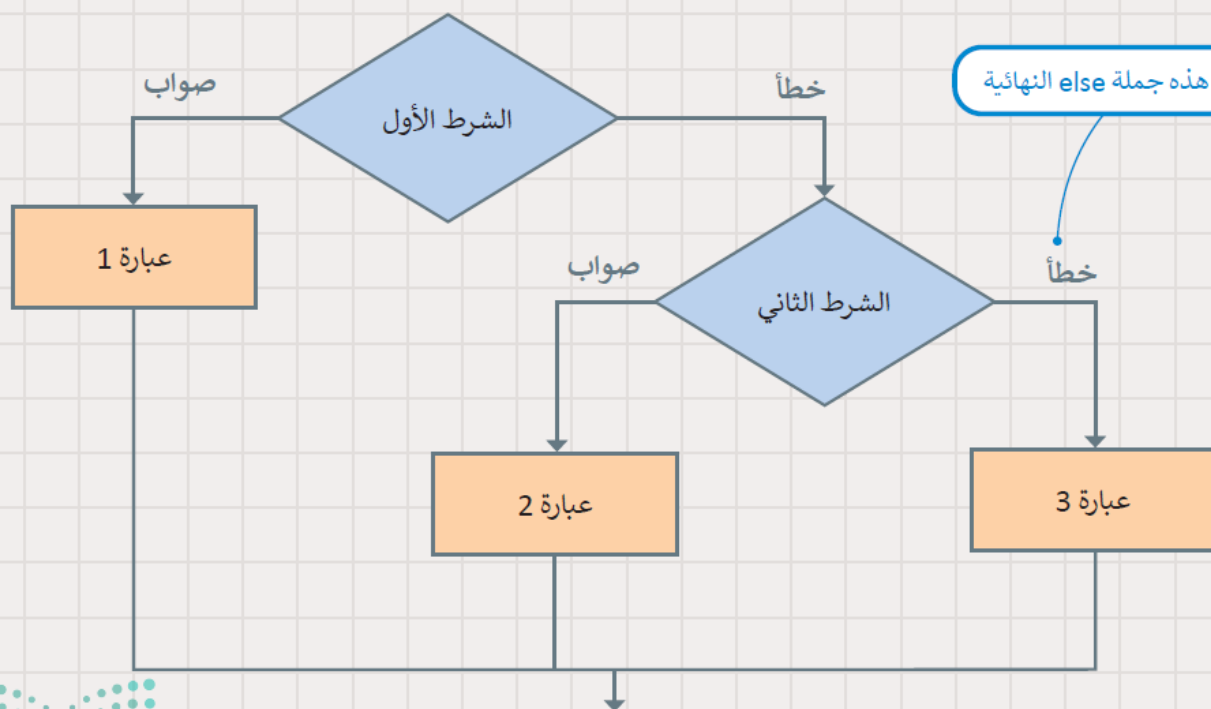 هذه جملة else النهائية
خطأ
صواب
الشرط الأول
عبارة 1
خطأ
صواب
الشرط الثاني
عبارة 2
عبارة 3